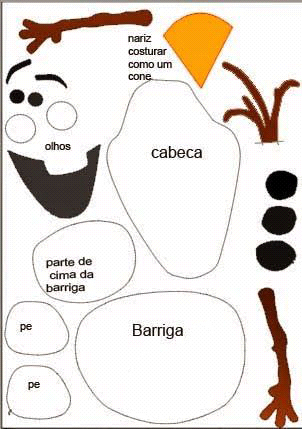 nariz
costurar
como um
cone
olhos
cabeca
parte de
cima da
barriga
pe
Barriga
pe